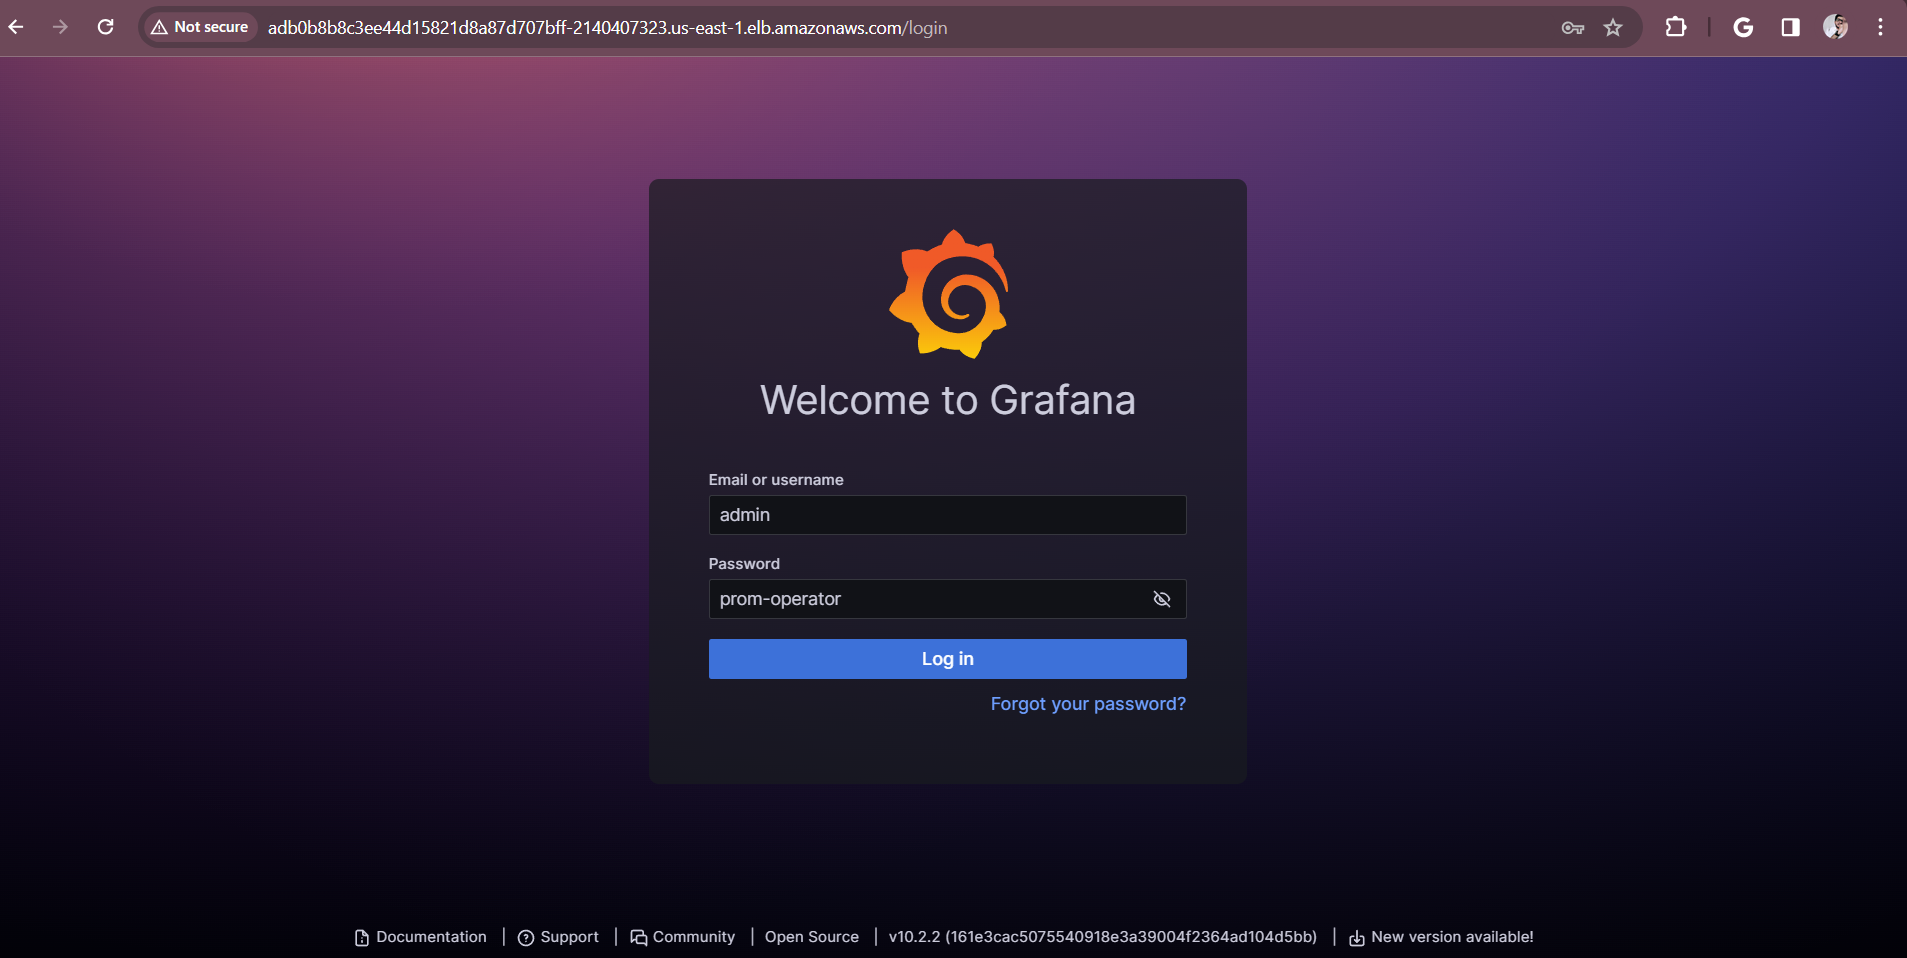 Not secure adb0b8b8c3ee44d15821d8a87d707bff-2140407323.us-east-1.elb.amazonaws.com/login
Welcome to Grafana
Email or username
admin
Password
prom-operator
Log in
Forgot your password?
Documentation | Support | Community | Open Source | v10.2.2 (161e3cac5075540918e3a39004f2364ad104d5bb) | New version available!